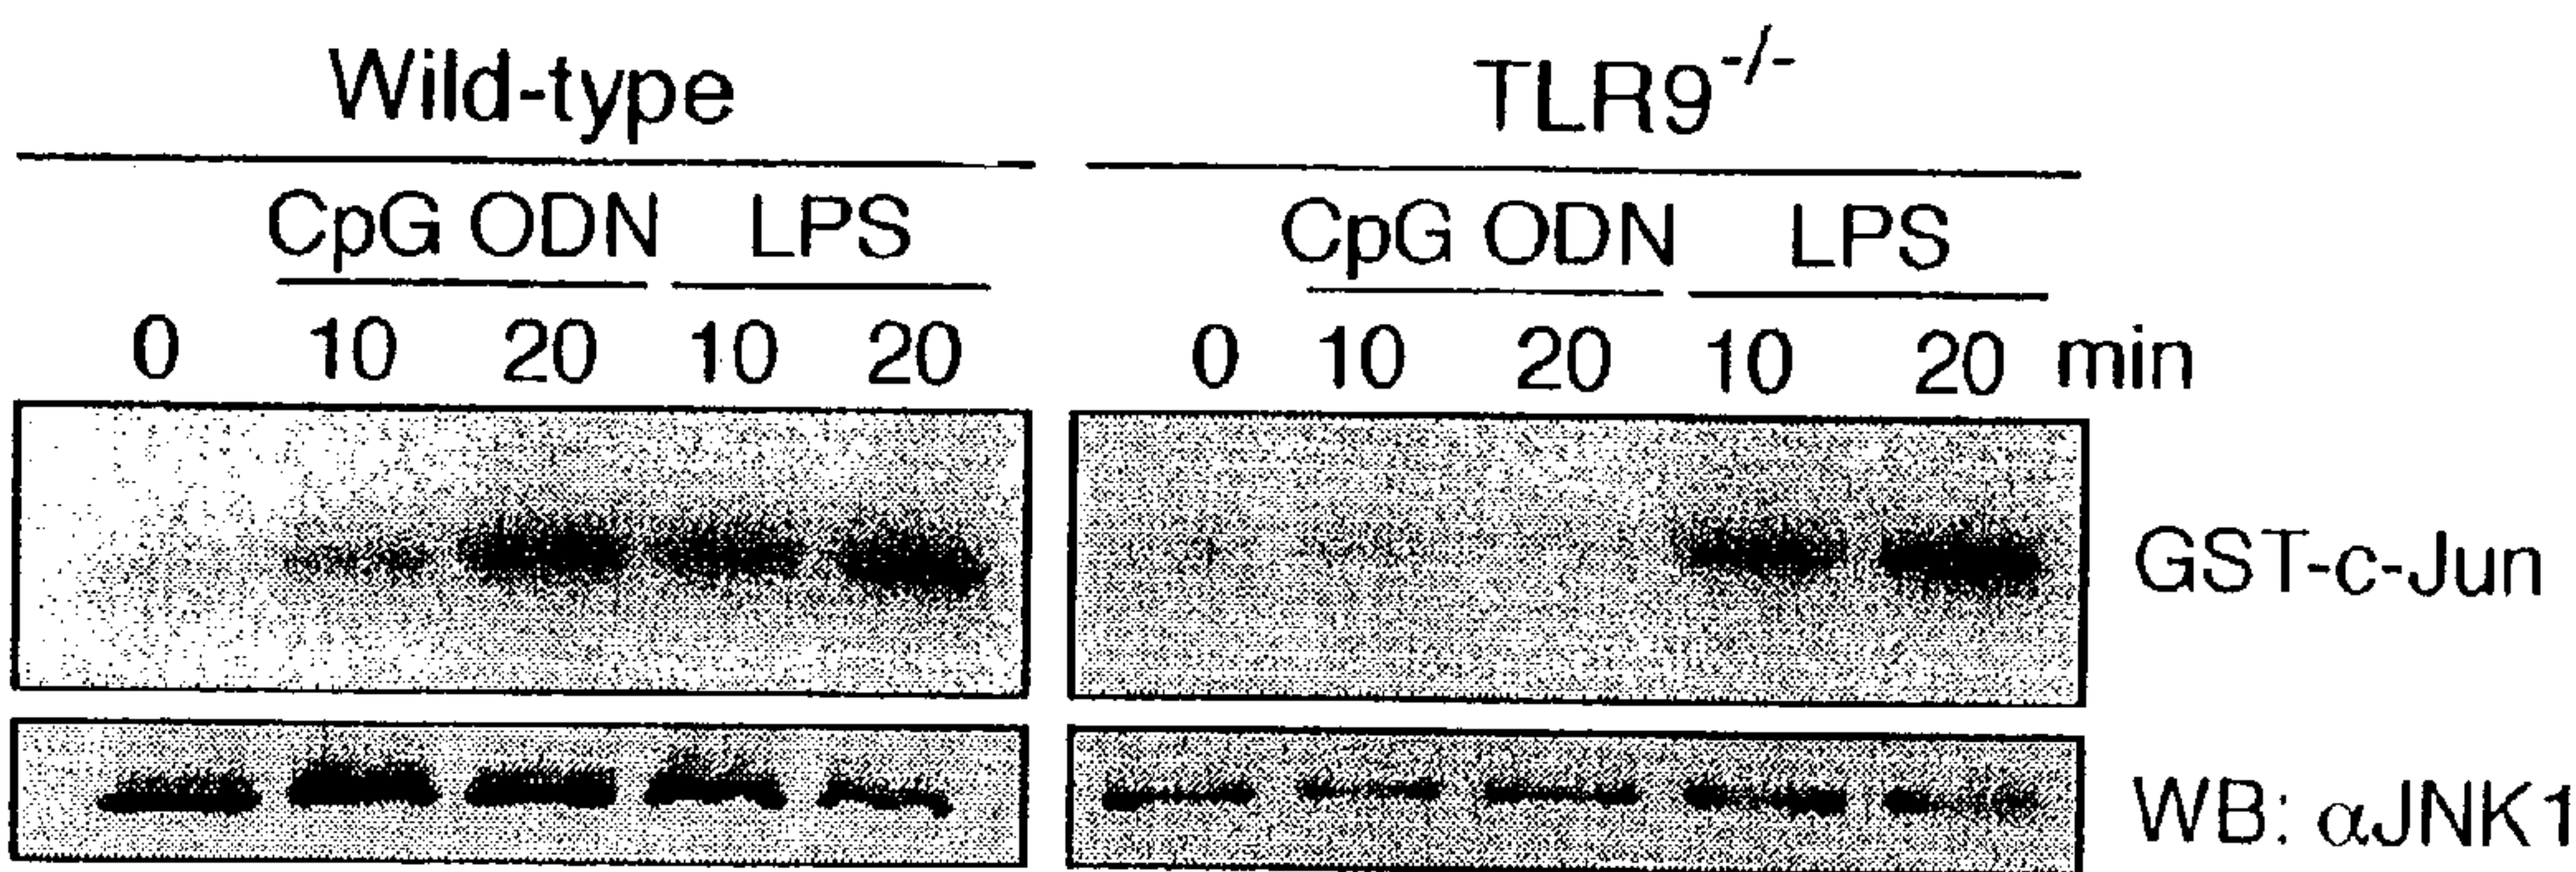 Wild-type TLR9-/-
CpG ODN LPS CpG ODN LPS
0 10 20 10 20 0 10 20 10 20 min
GST-c-Jun
WB: αJNK1